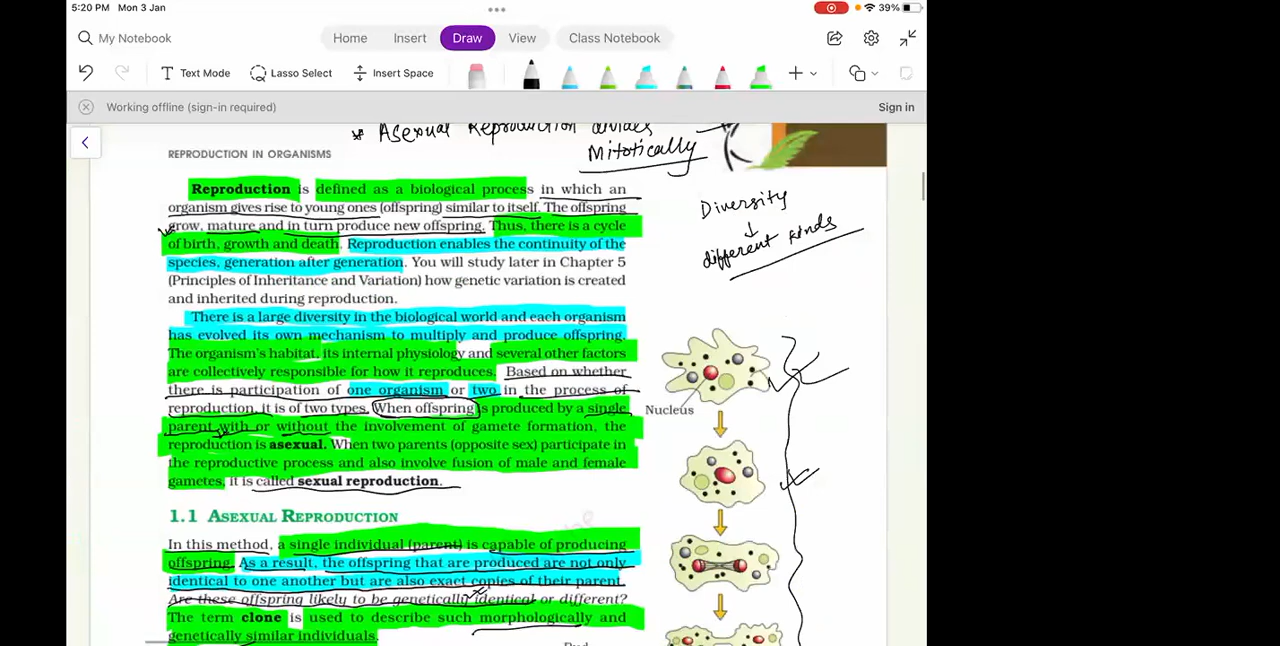 5:20 PM Mon 3 Jan
39%
My Notebook
Home Insert Draw View Class Notebook
Text Mode Lasso Select Insert Space
Working offline (sign-in required) Sign in
* Asexual Reproduction divides
Mitotically
REPRODUCTION IN ORGANISMS
Reproduction is defined as a biological process in which an
organism gives rise to young ones (offspring) similar to itself. The offspring
grow, mature and in turn produce new offspring. Thus, there is a cycle
of birth, growth and death. Reproduction enables the continuity of the
species, generation after generation. You will study later in Chapter 5
(Principles of Inheritance and Variation) how genetic variation is created
and inherited during reproduction.
There is a large diversity in the biological world and each organism
has evolved its own mechanism to multiply and produce offspring.
The organism's habitat, its internal physiology and several other factors
are collectively responsible for how it reproduces. Based on whether
there is participation of one organism or two in the process of
reproduction, it is of two types. When offspring is produced by a single
parent with or without the involvement of gamete formation, the
reproduction is asexual. When two parents (opposite sex) participate in
the reproductive process and also involve fusion of male and female
gametes, it is called sexual reproduction.
1.1 ASEXUAL REPRODUCTION
In this method, a single individual (parent) is capable of producing
offspring. As a result, the offspring that are produced are not only
identical to one another but are also exact copies of their parent.
Are these offspring likely to be genetically identical or different?
The term clone is used to describe such morphologically and
genetically similar individuals.
Diversity
↓
different kinds
Nucleus